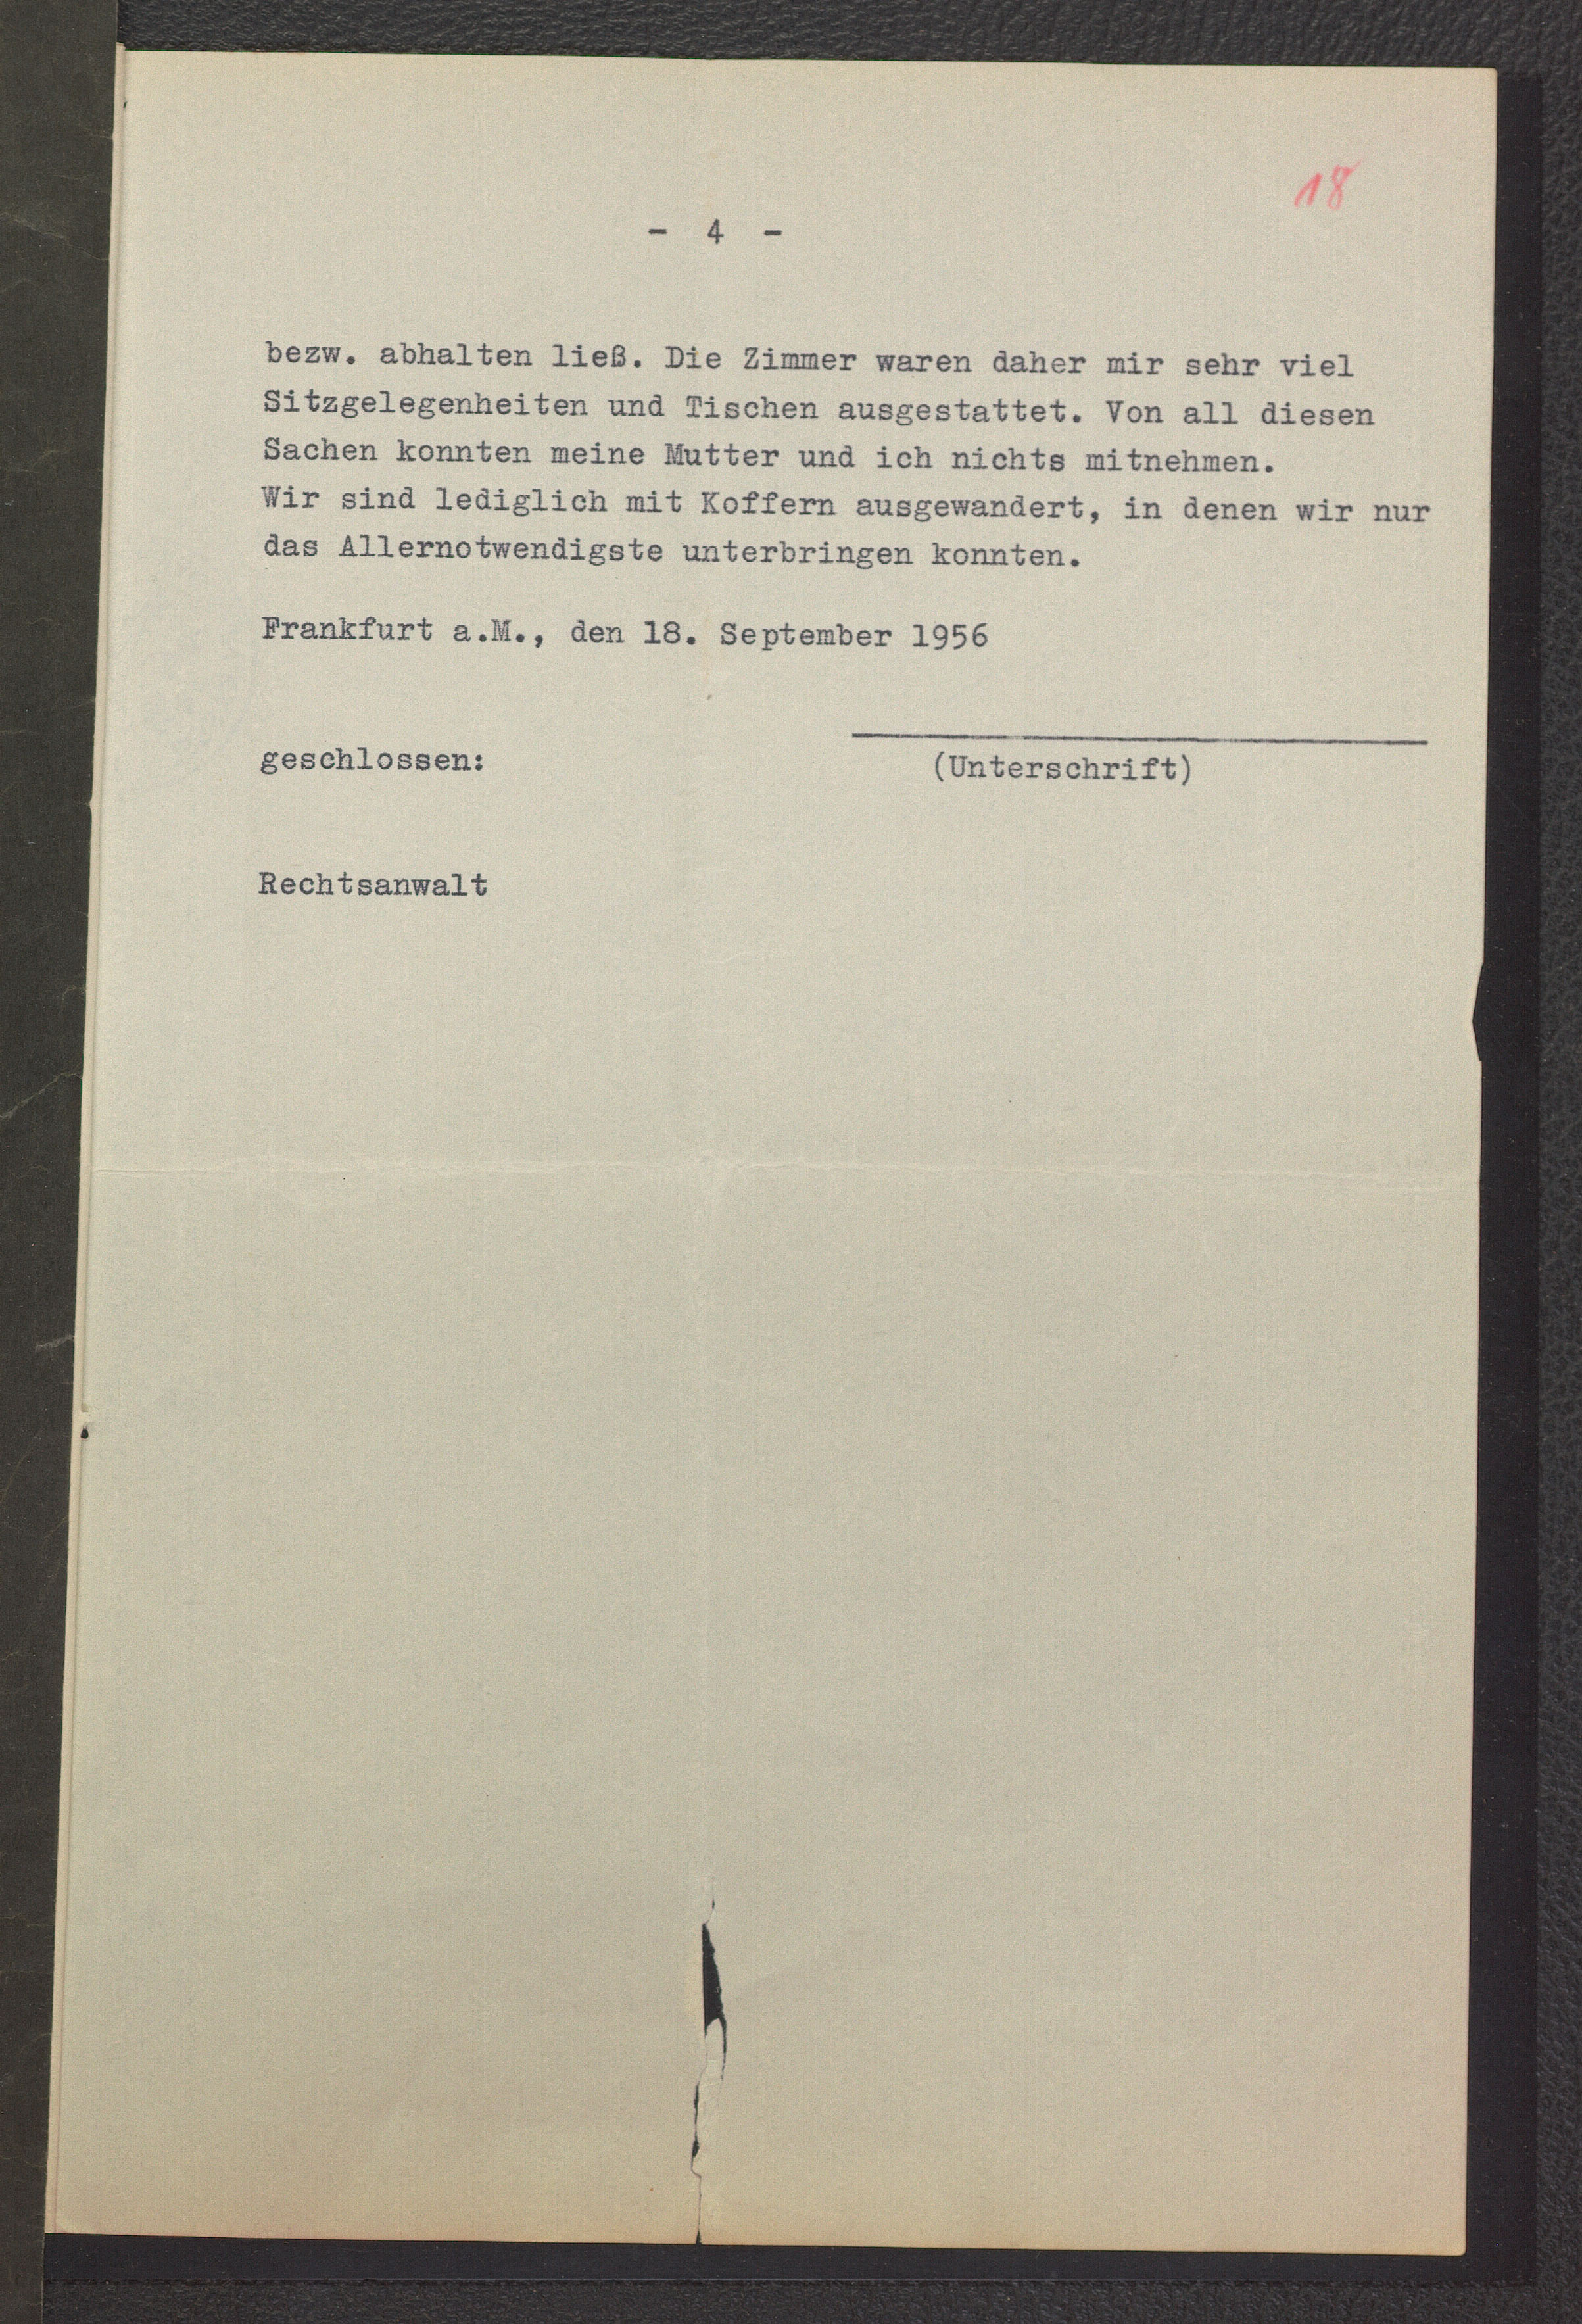 18
- 4 -
bezw. abhalten ließ. Die Zimmer waren daher mir sehr viel
Sitzgelegenheiten und Tischen ausgestattet. Von all diesen
Sachen konnten meine Mutter und ich nichts mitnehmen.
Wir sind lediglich mit Koffern ausgewandert, in denen wir nur
das Allernotwendigste unterbringen konnten.
Frankfurt a.M., den 18. September 1956
geschlossen:
(Unterschrift)
Rechtsanwalt